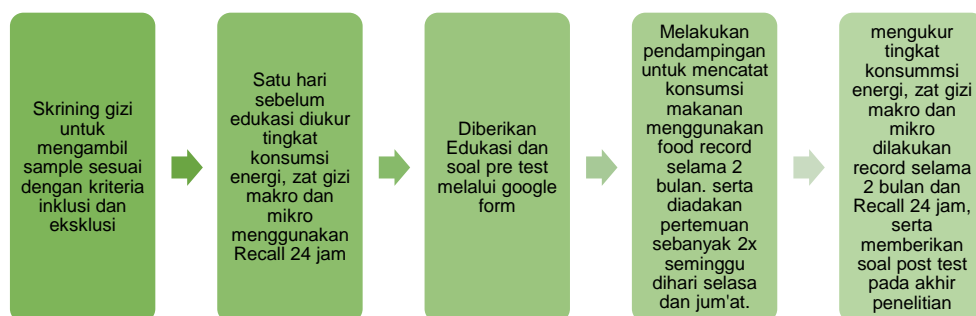 Skrining gizi
untuk
mengambil
sample sesuai
dengan kriteria
inklusi dan
eksklusi
Satu hari
sebelum
edukasi diukur
tingkat
konsumsi
energi, zat gizi
makro dan
mikro
menggunakan
Recall 24 jam
Diberikan
Edukasi dan
soal pre test
melalui google
form
Melakukan
pendampingan
untuk mencatat
konsumsi
makanan
menggunakan
food record
selama 2
bulan. serta
diadakan
pertemuan
sebanyak 2x
seminggu
dihari selasa
dan jum'at.
mengukur
tingkat
konsummsi
energi, zat gizi
makro dan
mikro
dilakukan
record selama
2 bulan dan
Recall 24 jam,
serta
memberikan
soal post test
pada akhir
penelitian